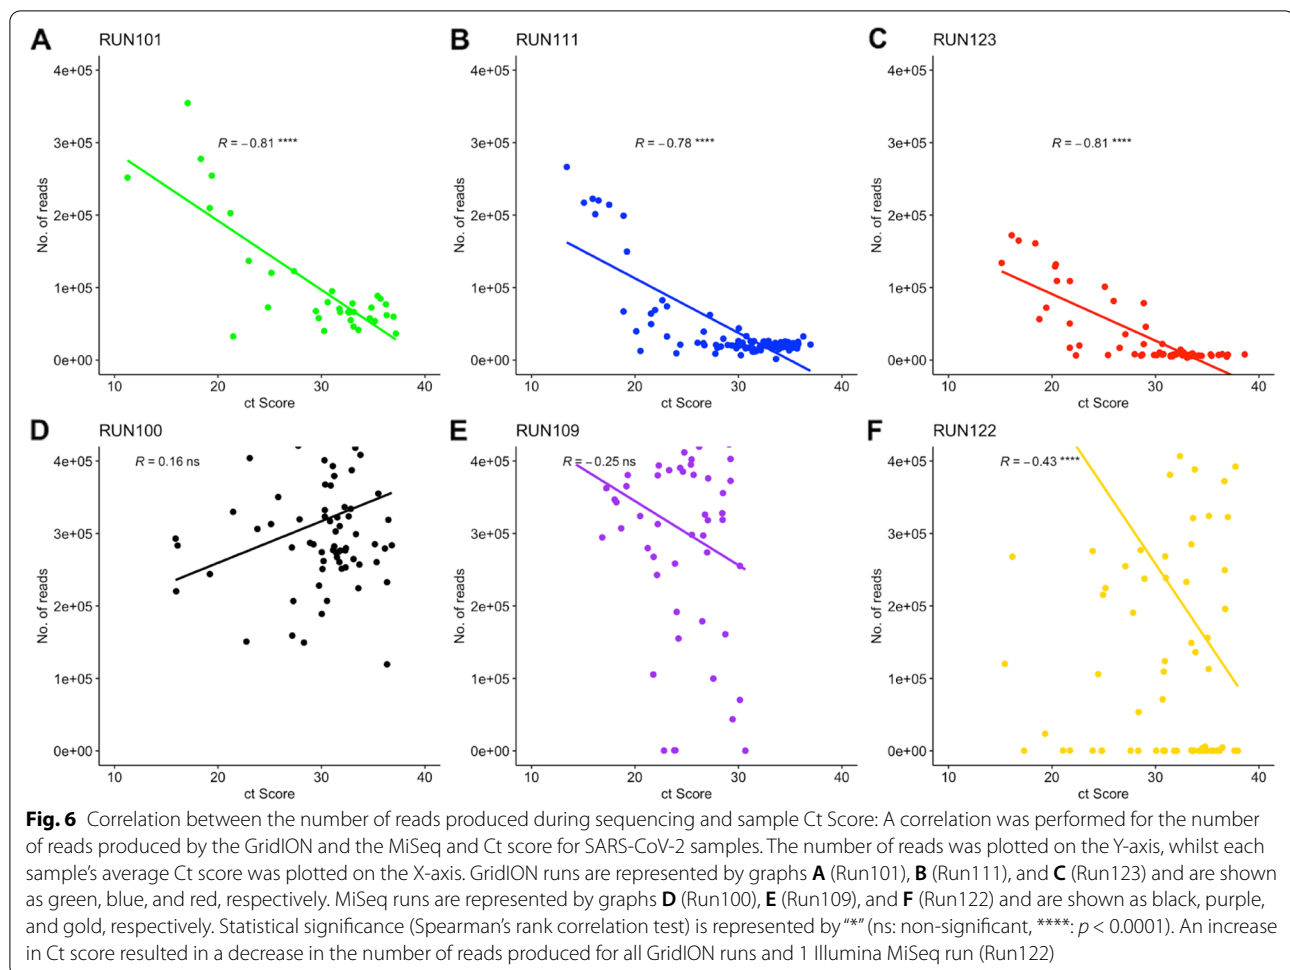 A RUN101
4e+05
3e+05
2e+05
1e+05
0e+00
No. of reads
R = −0.81 ****
10 20 30 40
ct Score
B RUN111
4e+05
3e+05
2e+05
1e+05
0e+00
No. of reads
R = −0.78 ****
10 20 30 40
ct Score
C RUN123
4e+05
3e+05
2e+05
1e+05
0e+00
No. of reads
R = −0.81 ****
10 20 30 40
ct Score
D RUN100
4e+05
3e+05
2e+05
1e+05
0e+00
No. of reads
R = 0.16 ns
10 20 30 40
ct Score
E RUN109
4e+05
3e+05
2e+05
1e+05
0e+00
No. of reads
R = −0.25 ns
10 20 30 40
ct Score
F RUN122
4e+05
3e+05
2e+05
1e+05
0e+00
No. of reads
R = −0.43 ****
10 20 30 40
ct Score
Fig. 6 Correlation between the number of reads produced during sequencing and sample Ct Score: A correlation was performed for the number
of reads produced by the GridION and the MiSeq and Ct score for SARS-CoV-2 samples. The number of reads was plotted on the Y-axis, whilst each
sample's average Ct score was plotted on the X-axis. GridION runs are represented by graphs A (Run101), B (Run111), and C (Run123) and are shown
as green, blue, and red, respectively. MiSeq runs are represented by graphs D (Run100), E (Run109), and F (Run122) and are shown as black, purple,
and gold, respectively. Statistical significance (Spearman's rank correlation test) is represented by "*" (ns: non-significant, ****: p < 0.0001). An increase
in Ct score resulted in a decrease in the number of reads produced for all GridION runs and 1 Illumina MiSeq run (Run122)